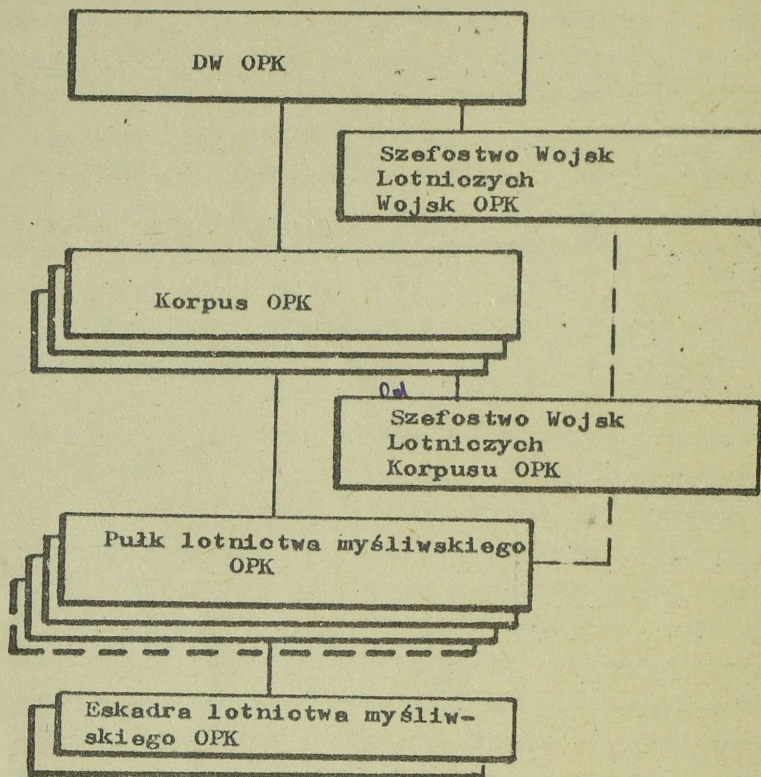 DW OPK
Szefostwo Wojsk
Lotniczych
Wojsk OPK
Korpus OPK
Szefostwo Wojsk
Lotniczych
Korpusu OPK
Pułk lotnictwa myśliwskiego
OPK
Eskadra lotnictwa myśliw-
skiego OPK